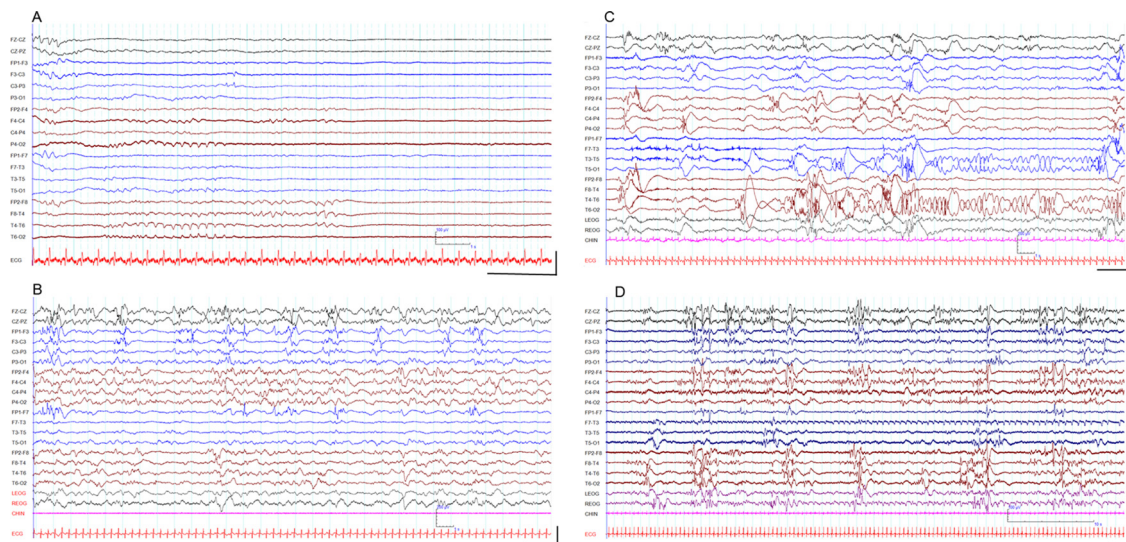 A
FZ-CZ
CZ-PZ
FP1-F3
F3-C3
C3-P3
P3-O1
FP2-F4
F4-C4
C4-P4
P4-O2
FP1-F7
F7-T3
T3-T5
T5-O1
FP2-F8
F8-T4
T4-T6
T6-O2
ECG
1 s
B
FZ-CZ
CZ-PZ
FP1-F3
F3-C3
C3-P3
P3-O1
FP2-F4
F4-C4
C4-P4
P4-O2
FP1-F7
F7-T3
T3-T5
T5-O1
FP2-F8
F8-T4
T4-T6
T6-O2
LEOG
REOG
CHIN
ECG
1 s
C
FZ-CZ
CZ-PZ
FP1-F3
F3-C3
C3-P3
P3-O1
FP2-F4
F4-C4
C4-P4
P4-O2
FP1-F7
F7-T3
T3-T5
T5-O1
FP2-F8
F8-T4
T4-T6
T6-O2
LEOG
REOG
CHIN
ECG
1 s
D
FZ-CZ
CZ-PZ
FP1-F3
F3-C3
C3-P3
P3-O1
FP2-F4
F4-C4
C4-P4
P4-O2
FP1-F7
F7-T3
T3-T5
T5-O1
FP2-F8
F8-T4
T4-T6
T6-O2
LEOG
REOG
CHIN
ECG
10 s